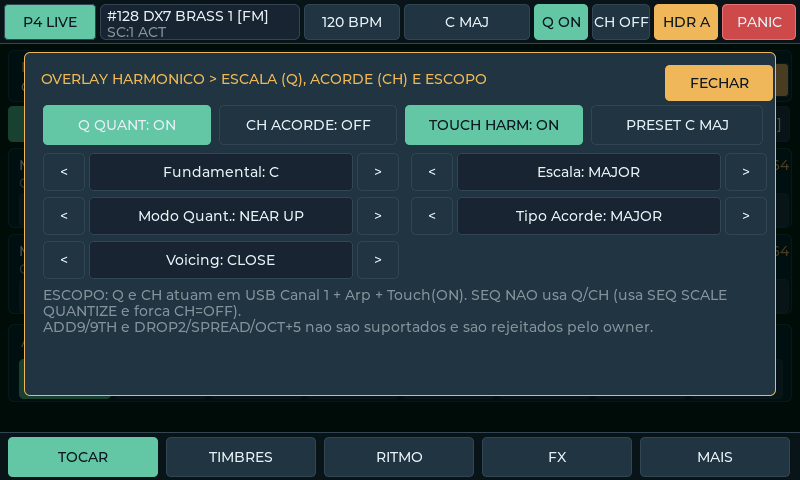 P4 LIVE
#128 DX7 BRASS 1 [FM]
SC:1 ACT
120 BPM
C MAJ
Q ON
CH OFF
HDR A
PANIC
OVERLAY HARMONICO > ESCALA (Q), ACORDE (CH) E ESCOPO
FECHAR
Q QUANT: ON
CH ACORDE: OFF
TOUCH HARM: ON
PRESET C MAJ
< Fundamental: C >
< Escala: MAJOR >
< Modo Quant.: NEAR UP >
< Tipo Acorde: MAJOR >
< Voicing: CLOSE >
ESCOPO: Q e CH atuam em USB Canal 1 + Arp + Touch(ON). SEQ NAO usa Q/CH (usa SEQ SCALE
QUANTIZE e forca CH=OFF).
ADD9/9TH e DROP2/SPREAD/OCT+5 nao sao suportados e sao rejeitados pelo owner.
TOCAR
TIMBRES
RITMO
FX
MAIS